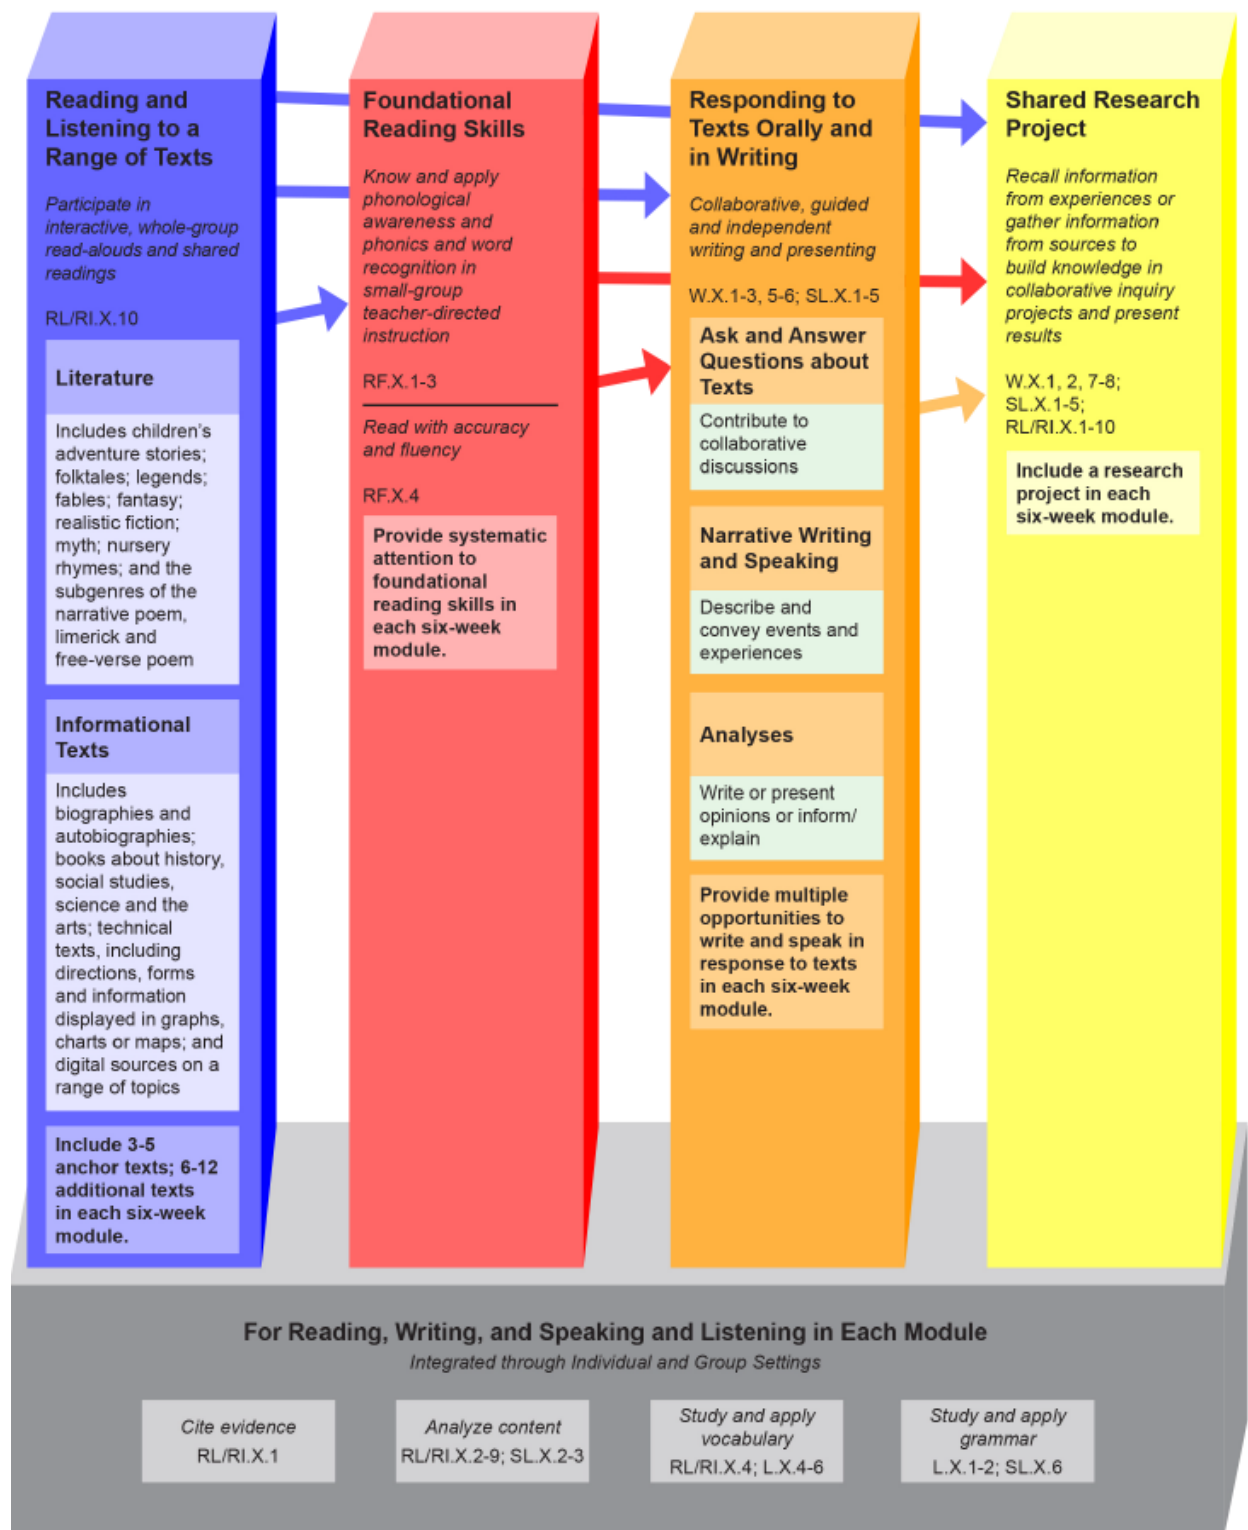 Reading and
Listening to a
Range of Texts
Participate in
interactive, whole-group
read-alouds and shared
readings
RL/RI.X.10
Literature
Includes children's
adventure stories;
folktales; legends;
fables; fantasy;
realistic fiction;
myth; nursery
rhymes; and the
subgenres of the
narrative poem,
limerick and
free-verse poem
Informational
Texts
Includes
biographies and
autobiographies;
books about history,
social studies,
science and the
arts; technical
texts, including
directions, forms
and information
displayed in graphs,
charts or maps; and
digital sources on a
range of topics
Include 3-5
anchor texts; 6-12
additional texts
in each six-week
module.
Foundational
Reading Skills
Know and apply
phonological
awareness and
phonics and word
recognition in
small-group
teacher-directed
instruction
RF.X.1-3
Read with accuracy
and fluency
RF.X.4
Provide systematic
attention to
foundational
reading skills in
each six-week
module.
Responding to
Texts Orally and
in Writing
Collaborative, guided
and independent
writing and presenting
W.X.1-3, 5-6; SL.X.1-5
Ask and Answer
Questions about
Texts
Contribute to
collaborative
discussions
Narrative Writing
and Speaking
Describe and
convey events and
experiences
Analyses
Write or present
opinions or inform/
explain
Provide multiple
opportunities to
write and speak in
response to texts
in each six-week
module.
Shared Research
Project
Recall information
from experiences or
gather information
from sources to
build knowledge in
collaborative inquiry
projects and present
results
W.X.1, 2, 7-8;
SL.X.1-5;
RL/RI.X.1-10
Include a research
project in each
six-week module.
For Reading, Writing, and Speaking and Listening in Each Module
Integrated through Individual and Group Settings
Cite evidence
RL/RI.X.1
Analyze content
RL/RI.X.2-9; SL.X.2-3
Study and apply
vocabulary
RL/RI.X.4; L.X.4-6
Study and apply
grammar
L.X.1-2; SL.X.6